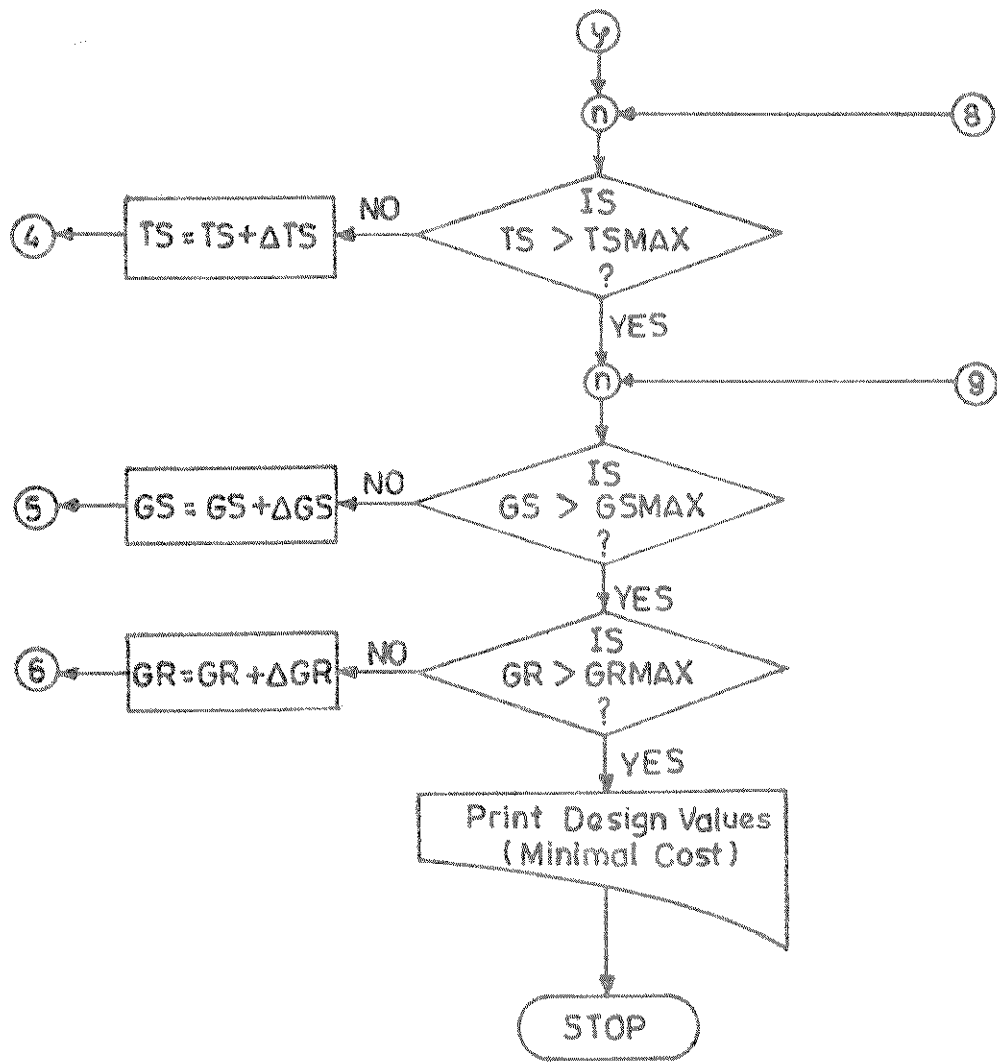 y
n
8
IS
TS > TSMAX
?
NO
TS = TS + ΔTS
4
YES
n
9
IS
GS > GSMAX
?
NO
GS = GS + ΔGS
5
YES
IS
GR > GRMAX
?
NO
GR = GR + ΔGR
6
YES
Print Design Values
(Minimal Cost)
STOP